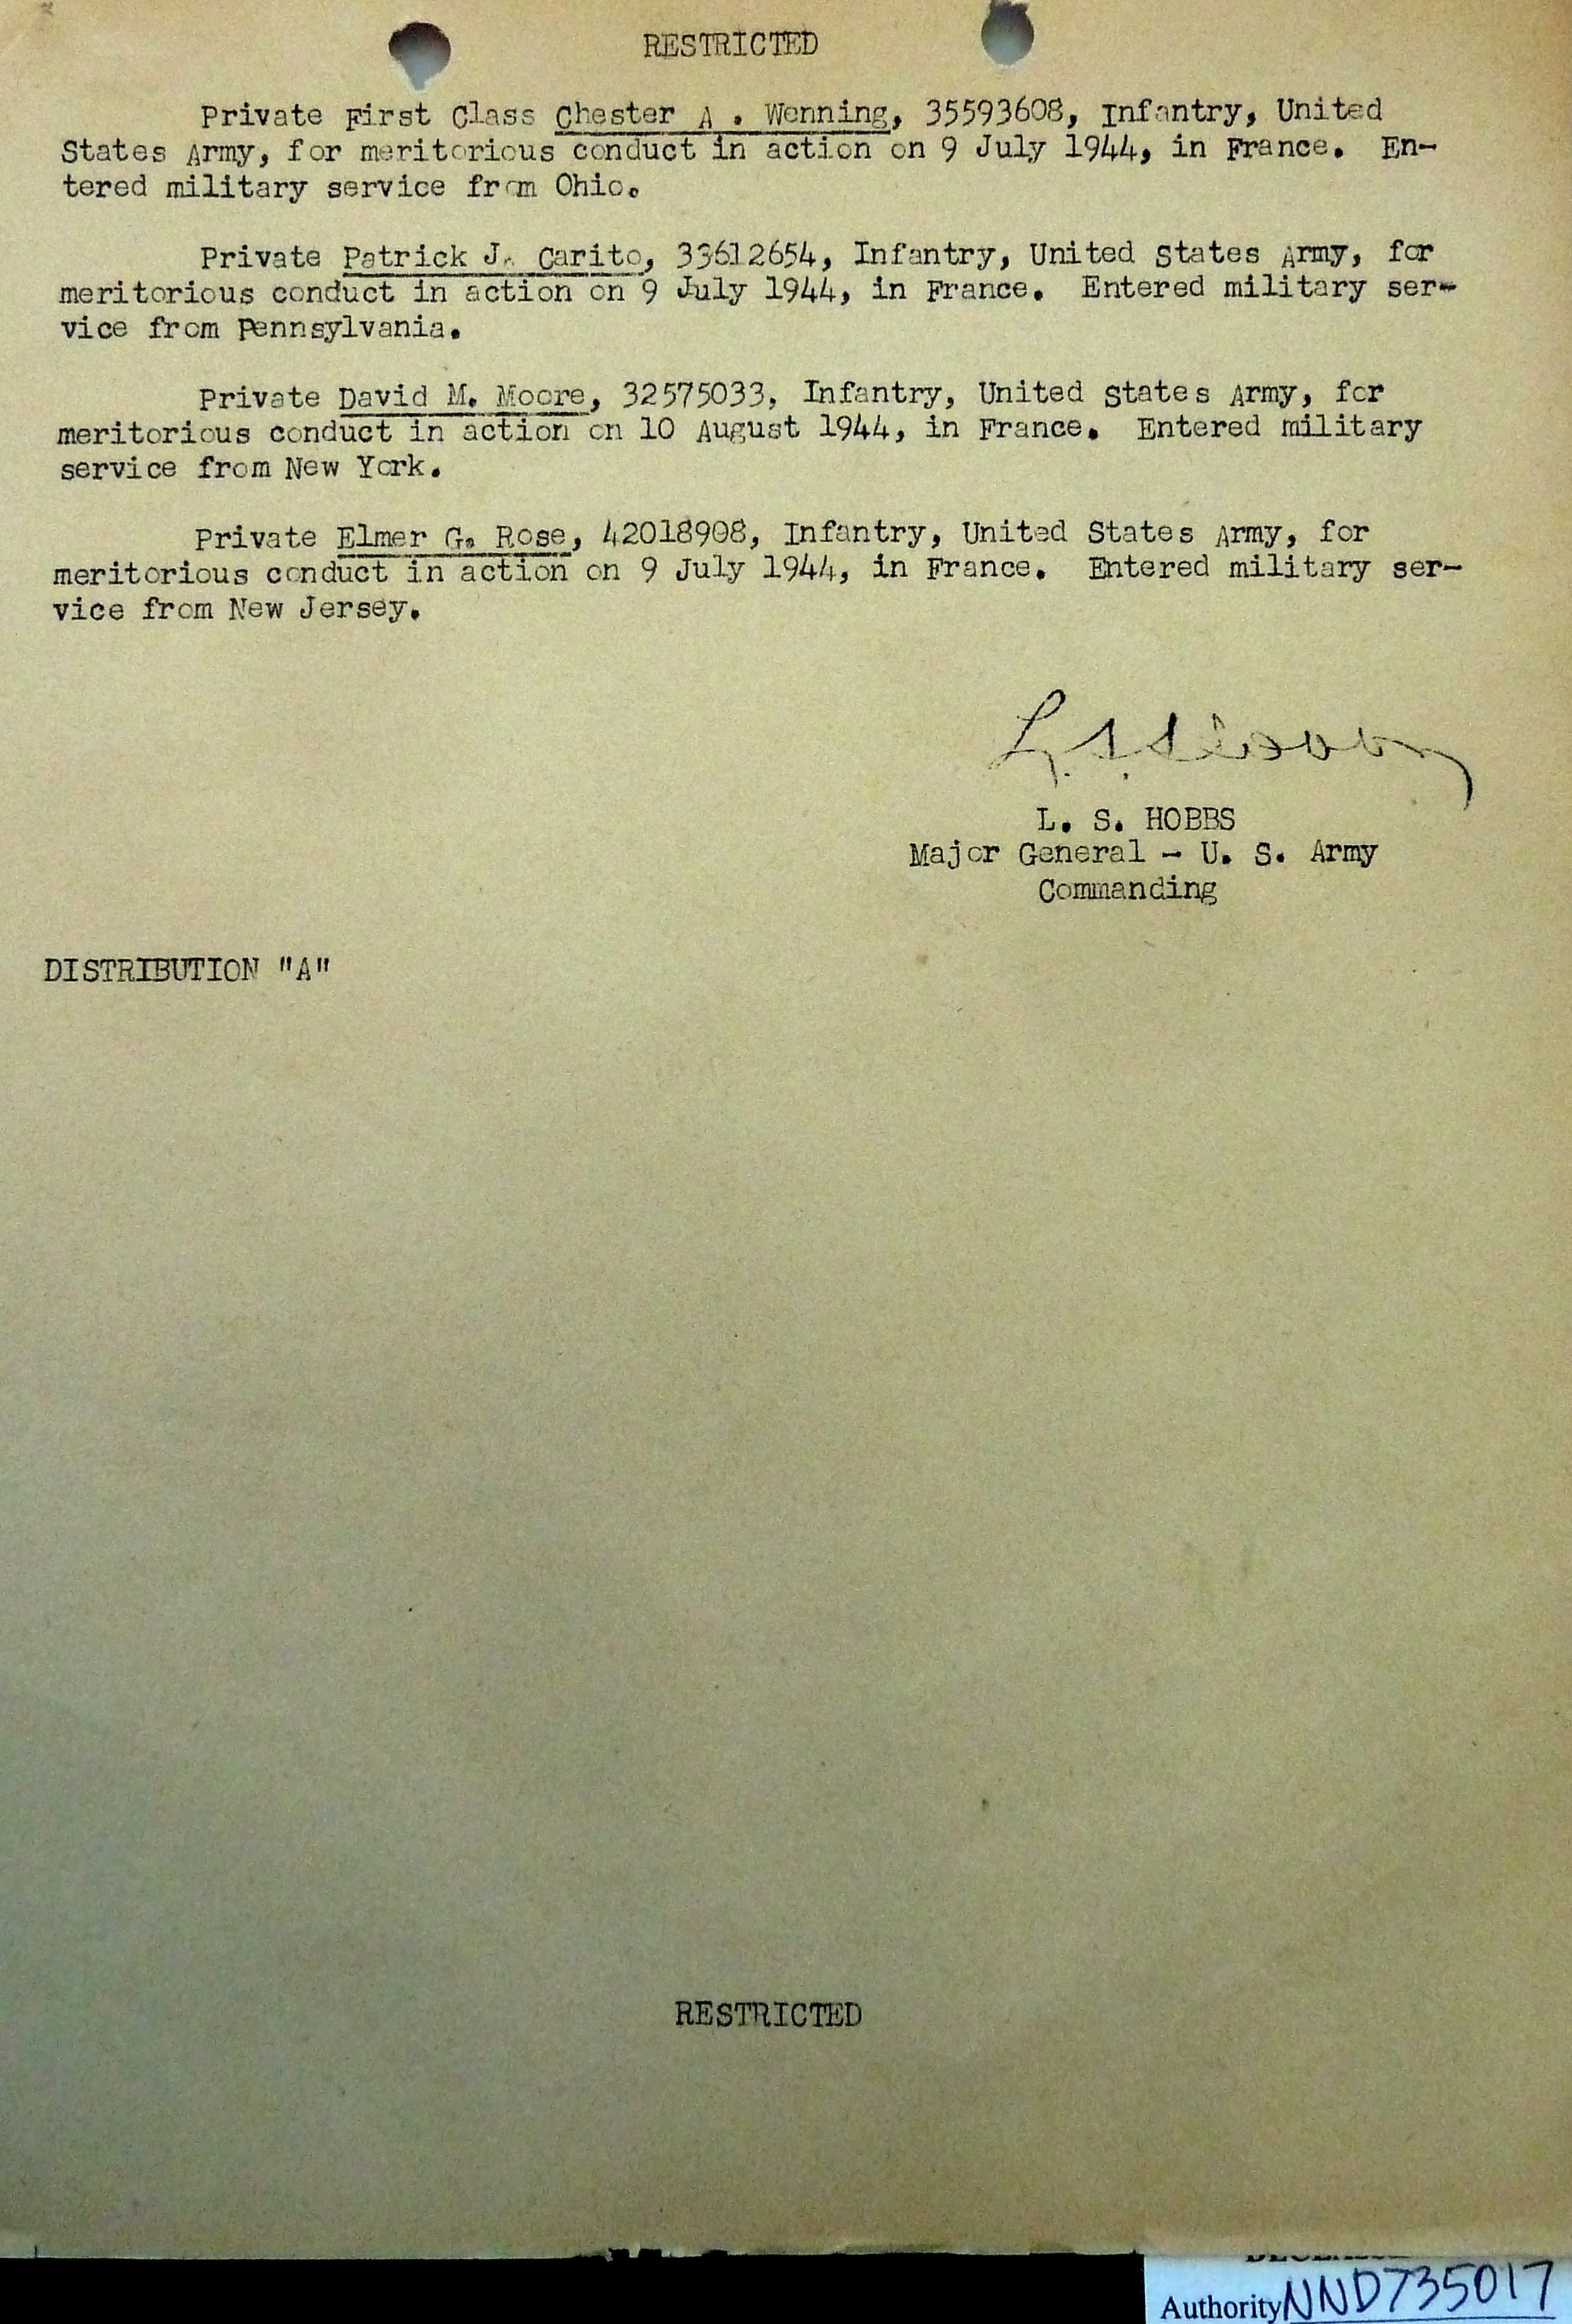 RESTRICTED
Private First Class Chester A . Wenning, 35593608, Infantry, United
States Army, for meritorious conduct in action on 9 July 1944, in France. En-
tered military service from Ohio.
Private Patrick J. Carito, 33612654, Infantry, United States Army, for
meritorious conduct in action on 9 July 1944, in France. Entered military ser-
vice from Pennsylvania.
Private David M. Moore, 32575033, Infantry, United States Army, for
meritorious conduct in action on 10 August 1944, in France. Entered military
service from New York.
Private Elmer G. Rose, 42018908, Infantry, United States Army, for
meritorious conduct in action on 9 July 1944, in France. Entered military ser-
vice from New Jersey.
L. S. HOBBS
Major General - U. S. Army
Commanding
DISTRIBUTION "A"
RESTRICTED
Authority NND735017